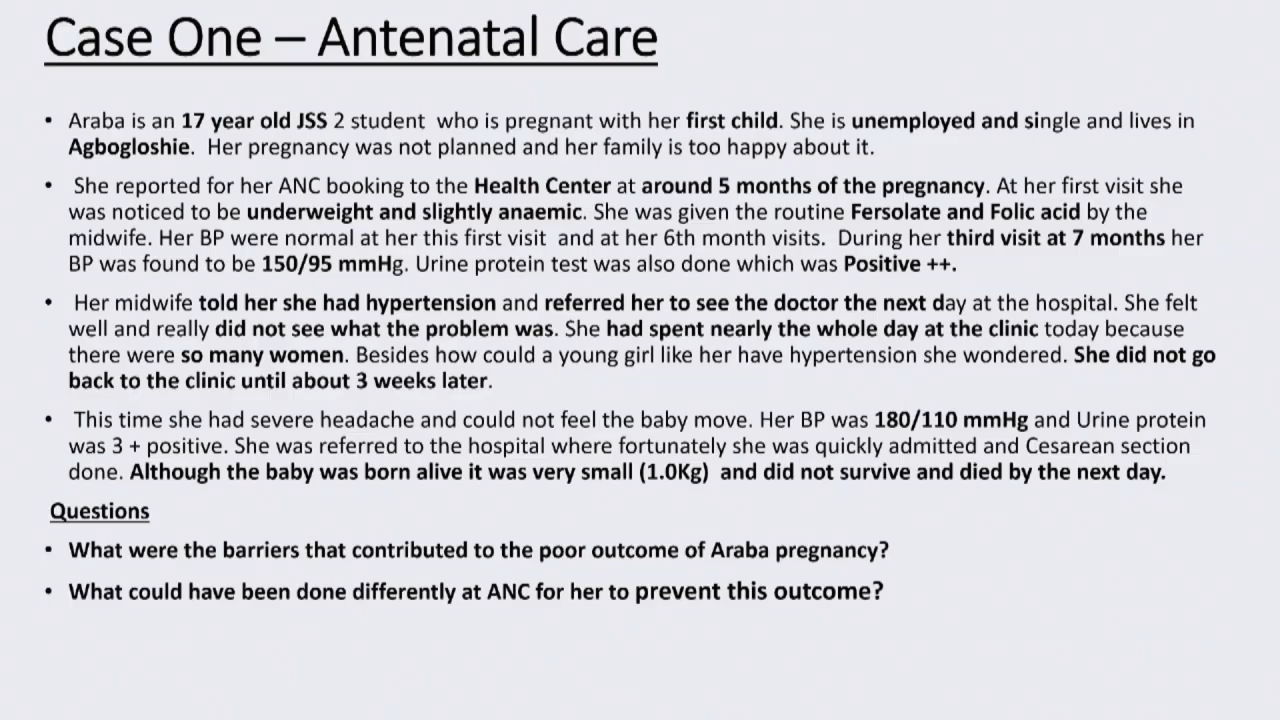 Case One – Antenatal Care
• Araba is an 17 year old JSS 2 student who is pregnant with her first child. She is unemployed and single and lives in
Agbogloshie. Her pregnancy was not planned and her family is too happy about it.
• She reported for her ANC booking to the Health Center at around 5 months of the pregnancy. At her first visit she
was noticed to be underweight and slightly anaemic. She was given the routine Fersolate and Folic acid by the
midwife. Her BP were normal at her this first visit and at her 6th month visits. During her third visit at 7 months her
BP was found to be 150/95 mmHg. Urine protein test was also done which was Positive ++.
• Her midwife told her she had hypertension and referred her to see the doctor the next day at the hospital. She felt
well and really did not see what the problem was. She had spent nearly the whole day at the clinic today because
there were so many women. Besides how could a young girl like her have hypertension she wondered. She did not go
back to the clinic until about 3 weeks later.
• This time she had severe headache and could not feel the baby move. Her BP was 180/110 mmHg and Urine protein
was 3 + positive. She was referred to the hospital where fortunately she was quickly admitted and Cesarean section
done. Although the baby was born alive it was very small (1.0Kg) and did not survive and died by the next day.
Questions
• What were the barriers that contributed to the poor outcome of Araba pregnancy?
• What could have been done differently at ANC for her to prevent this outcome?